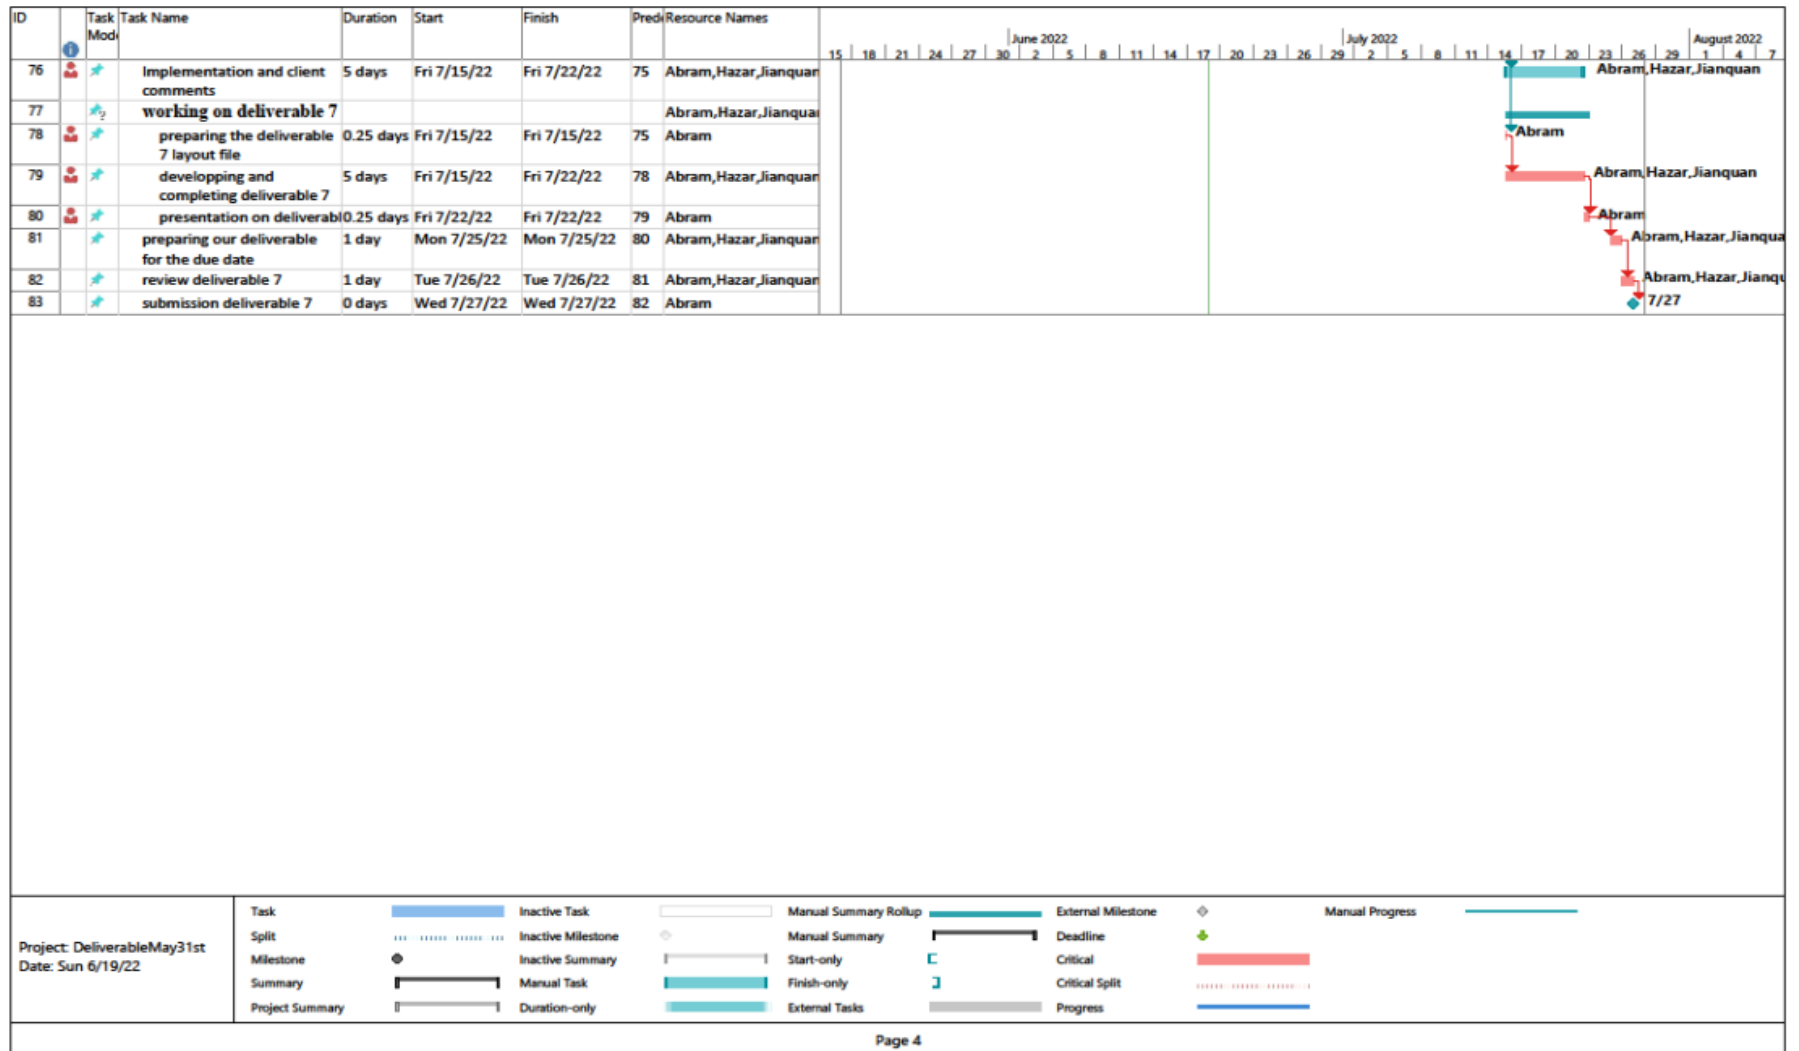 ID Task Mode Task Name Duration Start Finish Prede Resource Names
June 2022 July 2022 August 2022
15 18 21 24 27 30 2 5 8 11 14 17 20 23 26 29 2 5 8 11 14 17 20 23 26 29 1 4 7
76 Implementation and client comments 5 days Fri 7/15/22 Fri 7/22/22 75 Abram,Hazar,Jianquan Abram,Hazar,Jianquan
77 working on deliverable 7 Abram,Hazar,Jianquan
78 preparing the deliverable 7 layout file 0.25 days Fri 7/15/22 Fri 7/15/22 75 Abram Abram
79 developping and completing deliverable 7 5 days Fri 7/15/22 Fri 7/22/22 78 Abram,Hazar,Jianquan Abram,Hazar,Jianquan
80 presentation on deliverabl 0.25 days Fri 7/22/22 Fri 7/22/22 79 Abram Abram
81 preparing our deliverable for the due date 1 day Mon 7/25/22 Mon 7/25/22 80 Abram,Hazar,Jianquan Abram,Hazar,Jianqua
82 review deliverable 7 1 day Tue 7/26/22 Tue 7/26/22 81 Abram,Hazar,Jianquan Abram,Hazar,Jianqu
83 submission deliverable 7 0 days Wed 7/27/22 Wed 7/27/22 82 Abram 7/27
Project: DeliverableMay31st
Date: Sun 6/19/22
Task
Split
Milestone
Summary
Project Summary
Inactive Task
Inactive Milestone
Inactive Summary
Manual Task
Duration-only
Manual Summary Rollup
Manual Summary
Start-only
Finish-only
External Tasks
External Milestone
Deadline
Critical
Critical Split
Progress
Manual Progress
Page 4